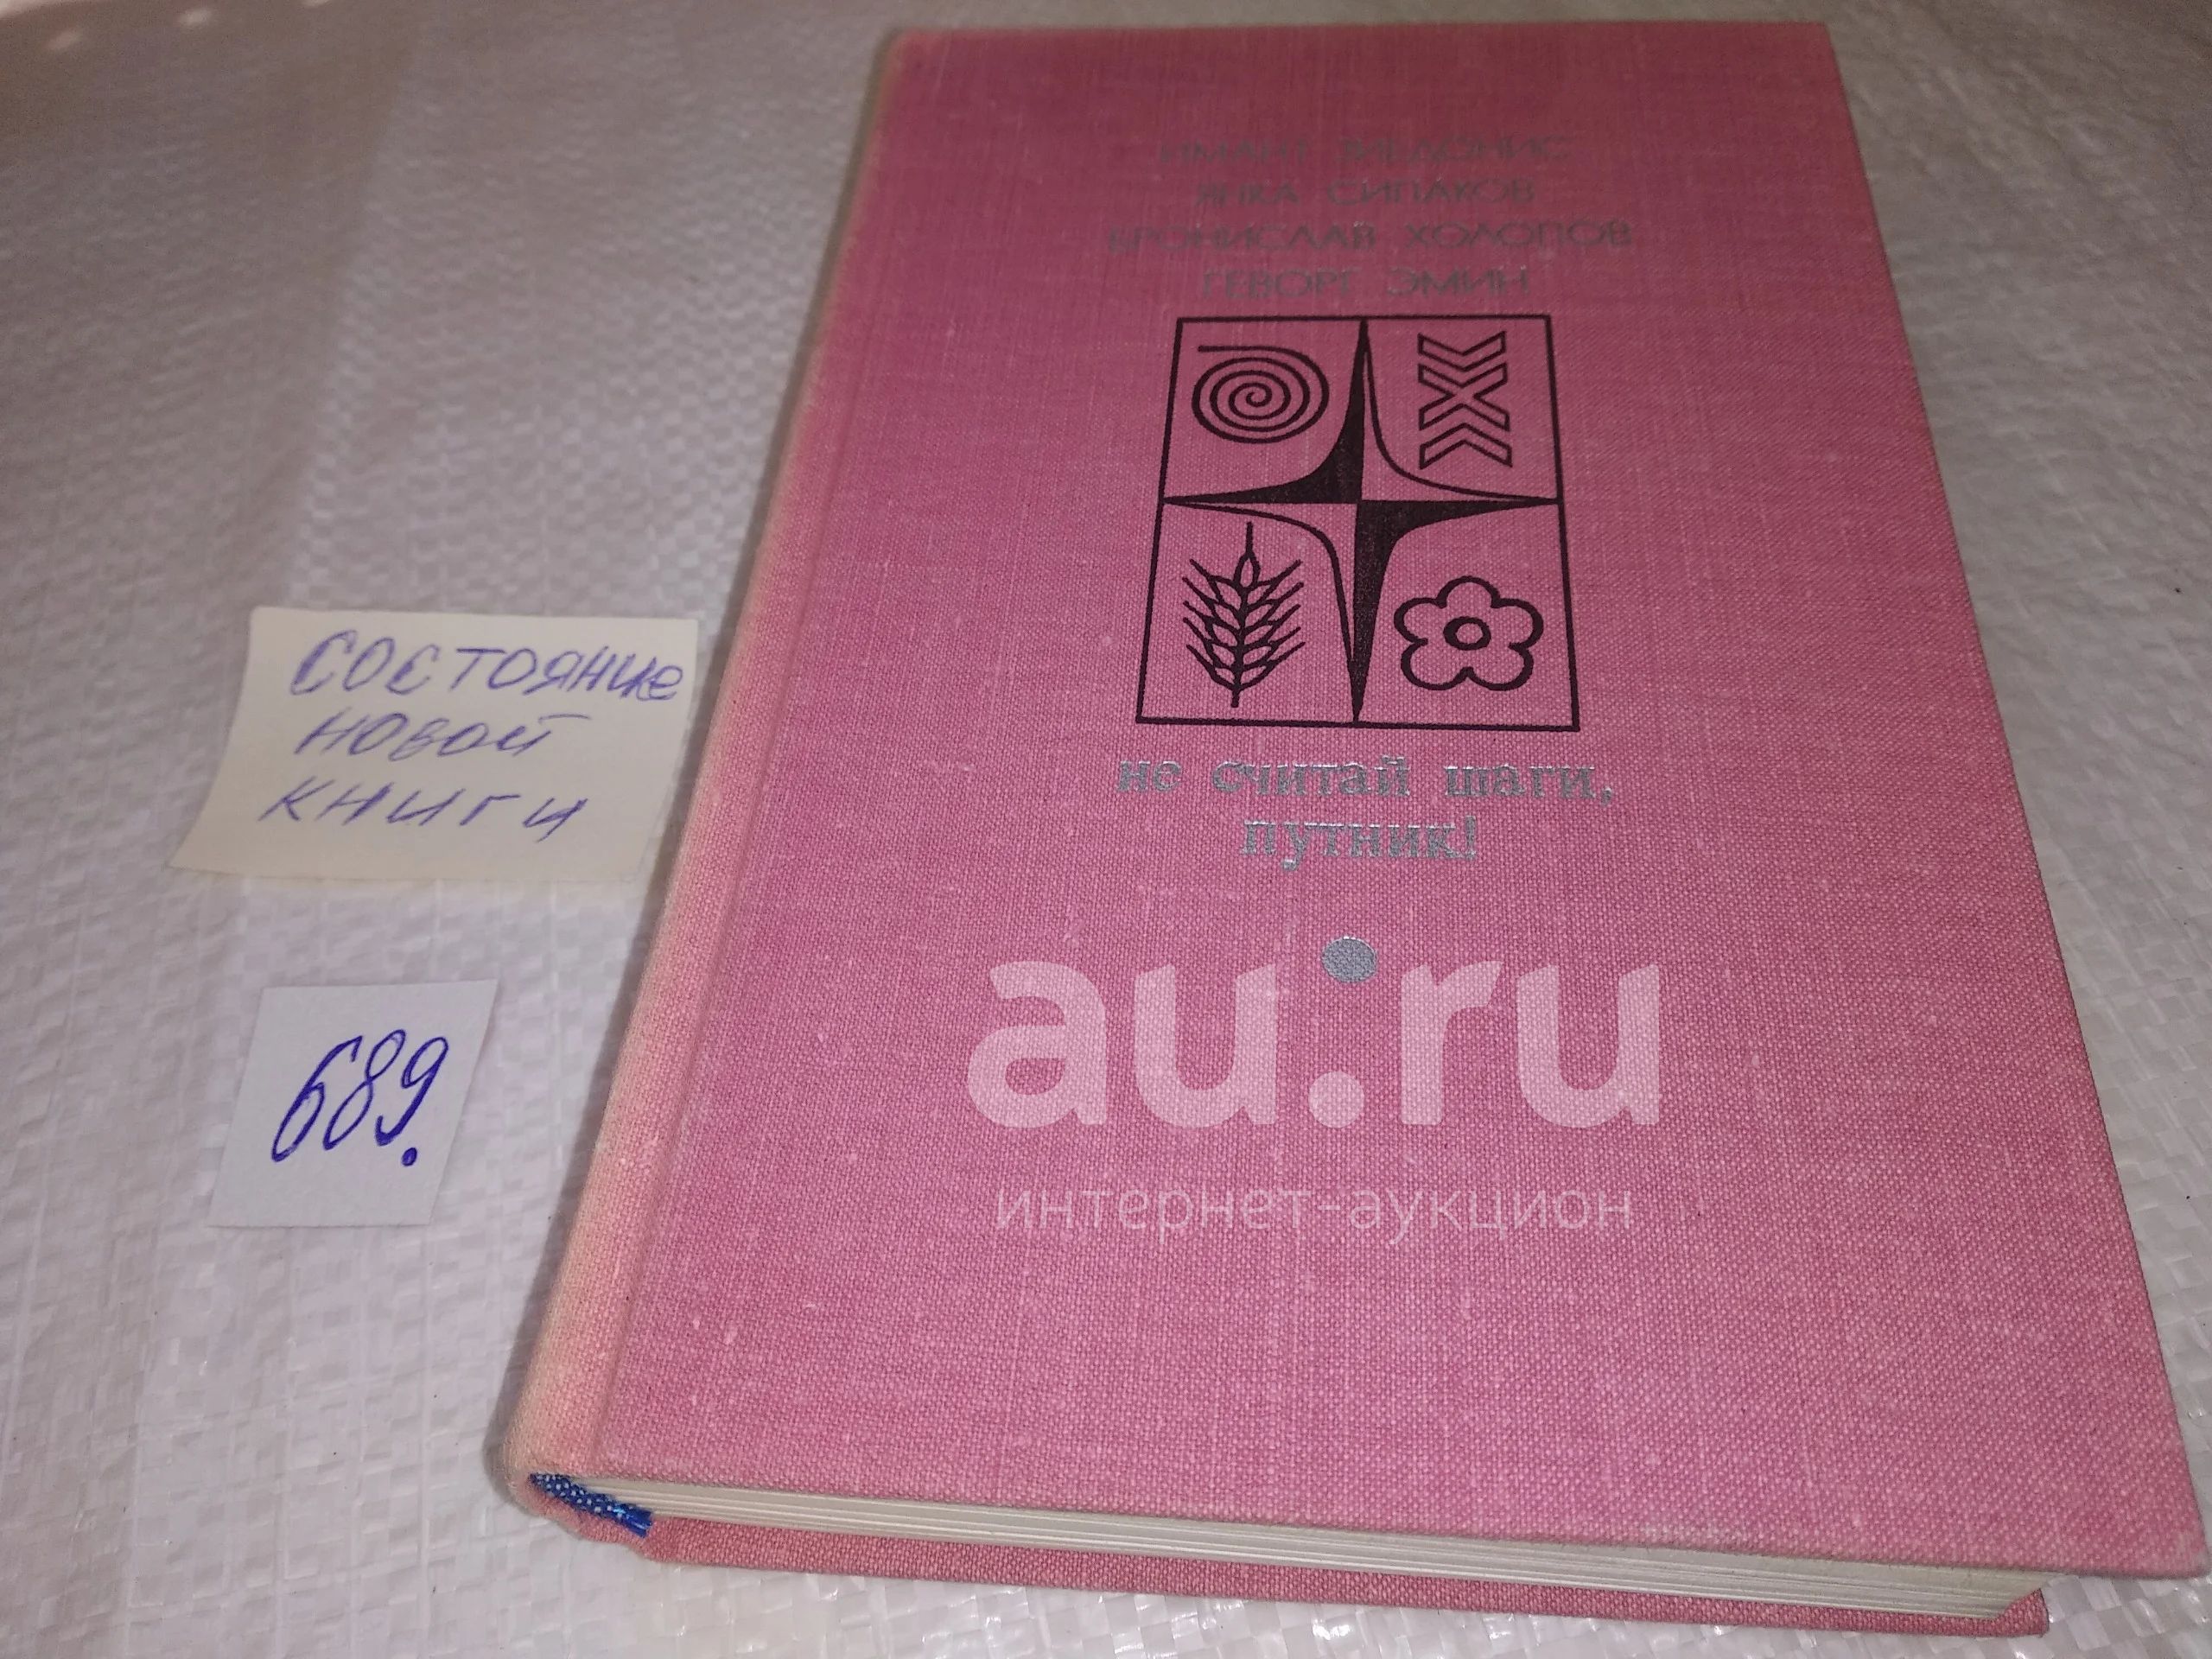 ИМАНТ ЗИЕДОНИС
ЯНКА СИПАКОВ
БРОНИСЛАВ ХОЛОПОВ
ГЕВОРГ ЭМИН
не считай шаги,
путник!
СОСТОЯНИЕ
НОВОЙ
КНИГИ
689.
au.ru
интернет-аукцион